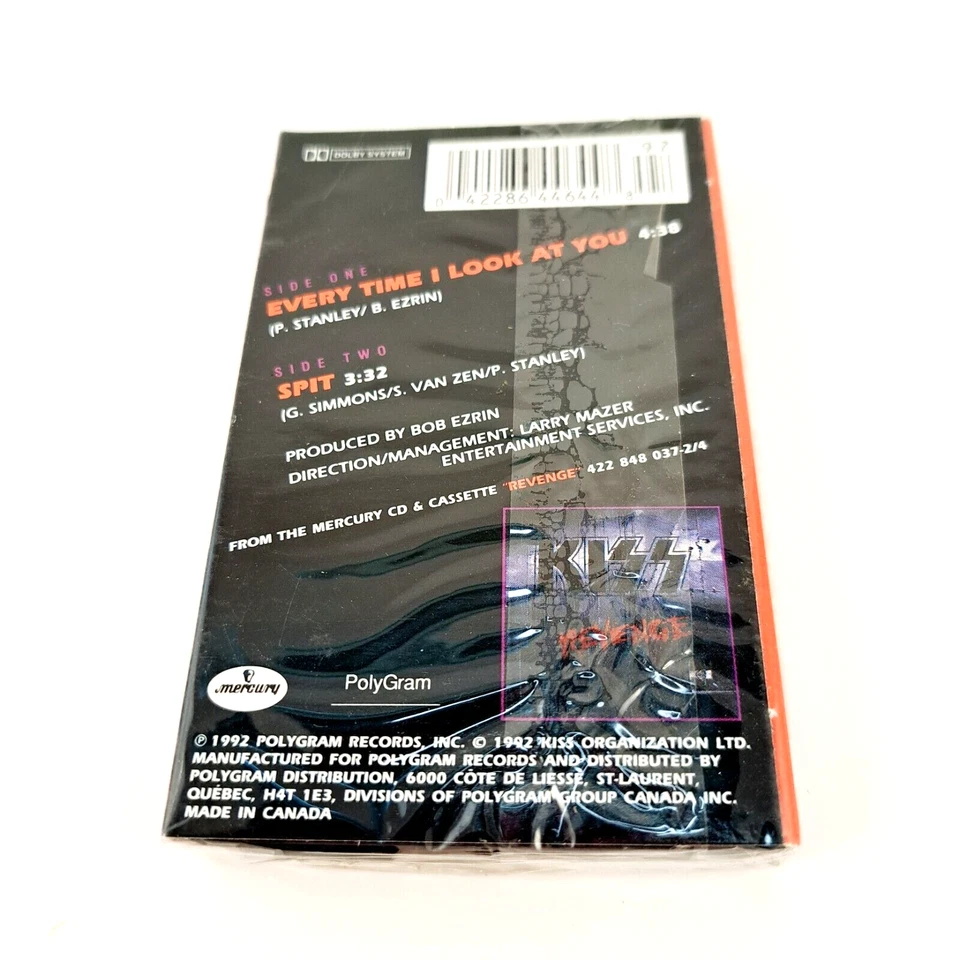 DOLBY SYSTEM
9 7
0 42286 44644 8
SIDE ONE
EVERY TIME I LOOK AT YOU 4:38
(P. STANLEY/ B. EZRIN)
SIDE TWO
SPIT 3:32
(G. SIMMONS/S. VAN ZEN/P. STANLEY)
PRODUCED BY BOB EZRIN
DIRECTION/MANAGEMENT: LARRY MAZER
ENTERTAINMENT SERVICES, INC.
FROM THE MERCURY CD & CASSETTE "REVENGE" 422 848 037-2/4
KISS
REVENGE
mercury
PolyGram
℗ 1992 POLYGRAM RECORDS, INC. © 1992 KISS ORGANIZATION LTD.
MANUFACTURED FOR POLYGRAM RECORDS AND DISTRIBUTED BY
POLYGRAM DISTRIBUTION, 6000 CÔTE DE LIESSE, ST-LAURENT,
QUÉBEC, H4T 1E3, DIVISIONS OF POLYGRAM GROUP CANADA INC.
MADE IN CANADA